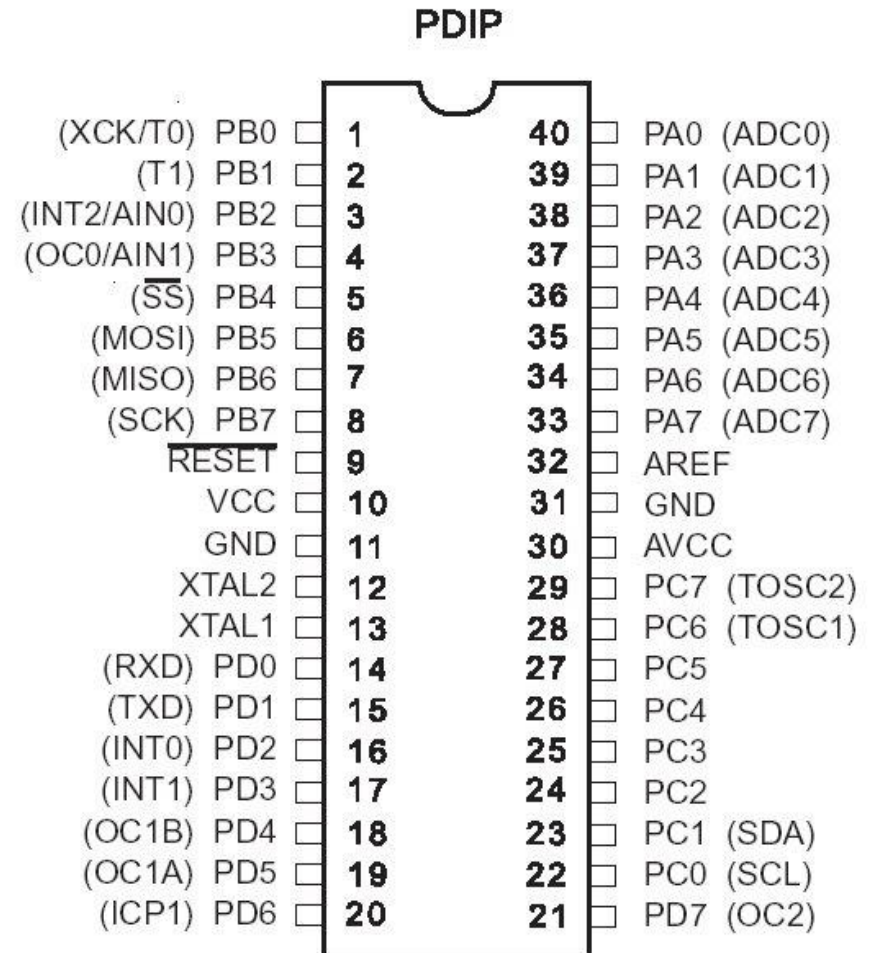 PDIP
(XCK/T0) PB0 1 40 PA0 (ADC0)
(T1) PB1 2 39 PA1 (ADC1)
(INT2/AIN0) PB2 3 38 PA2 (ADC2)
(OC0/AIN1) PB3 4 37 PA3 (ADC3)
(SS) PB4 5 36 PA4 (ADC4)
(MOSI) PB5 6 35 PA5 (ADC5)
(MISO) PB6 7 34 PA6 (ADC6)
(SCK) PB7 8 33 PA7 (ADC7)
RESET 9 32 AREF
VCC 10 31 GND
GND 11 30 AVCC
XTAL2 12 29 PC7 (TOSC2)
XTAL1 13 28 PC6 (TOSC1)
(RXD) PD0 14 27 PC5
(TXD) PD1 15 26 PC4
(INT0) PD2 16 25 PC3
(INT1) PD3 17 24 PC2
(OC1B) PD4 18 23 PC1 (SDA)
(OC1A) PD5 19 22 PC0 (SCL)
(ICP1) PD6 20 21 PD7 (OC2)